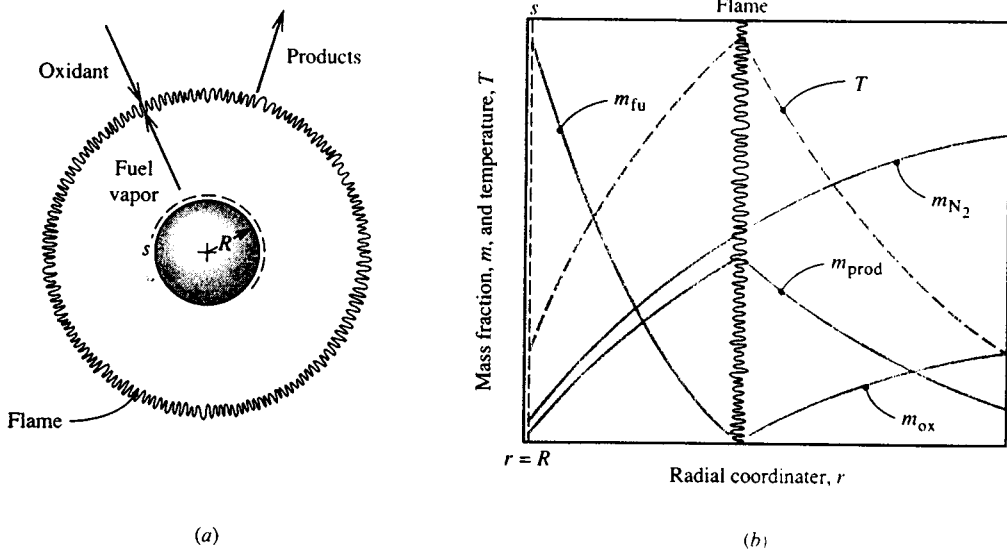 Oxidant
Products
Fuel
vapor
R
s
Flame
(a)
s
Flame
Mass fraction, m, and temperature, T
m_fu
T
m_N₂
m_prod
m_ox
r = R
Radial coordinater, r
(b)